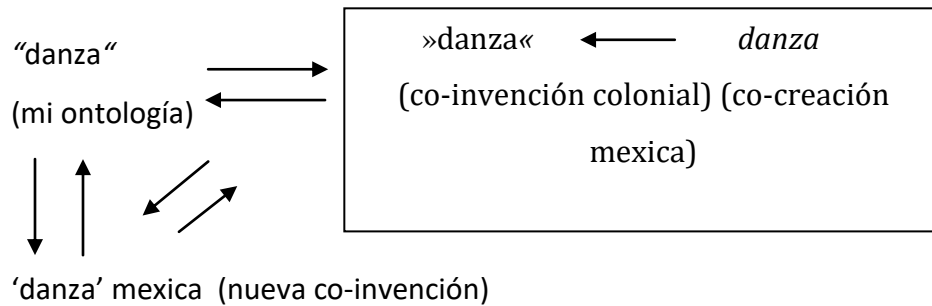 “danza“
»danza« danza
(mi ontología)
(co-invención colonial) (co-creación
mexica)
‘danza’ mexica (nueva co-invención)